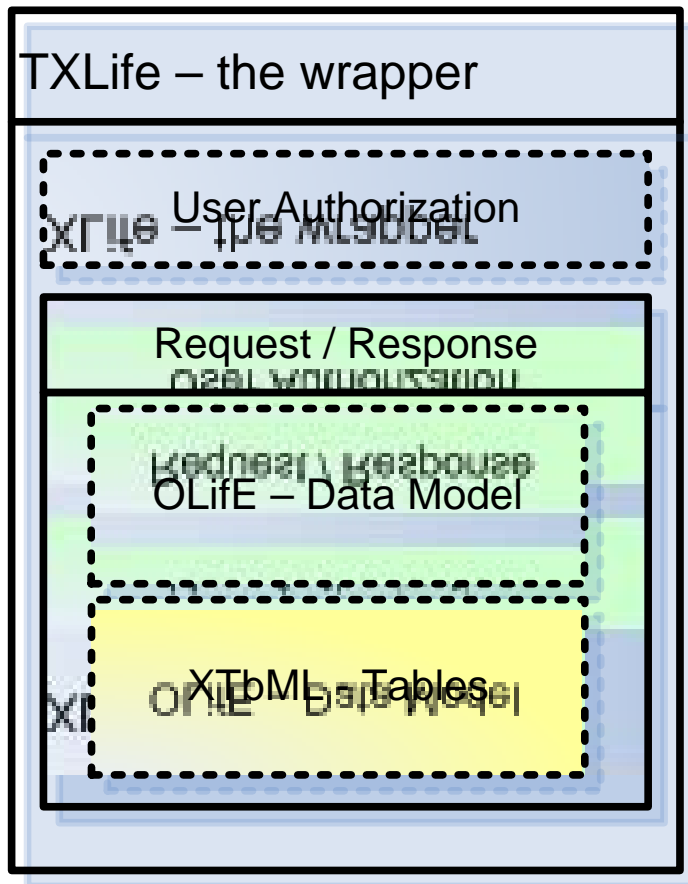 TXLife – the wrapper
User Authorization
Request / Response
OLifE – Data Model
XTbML - Tables